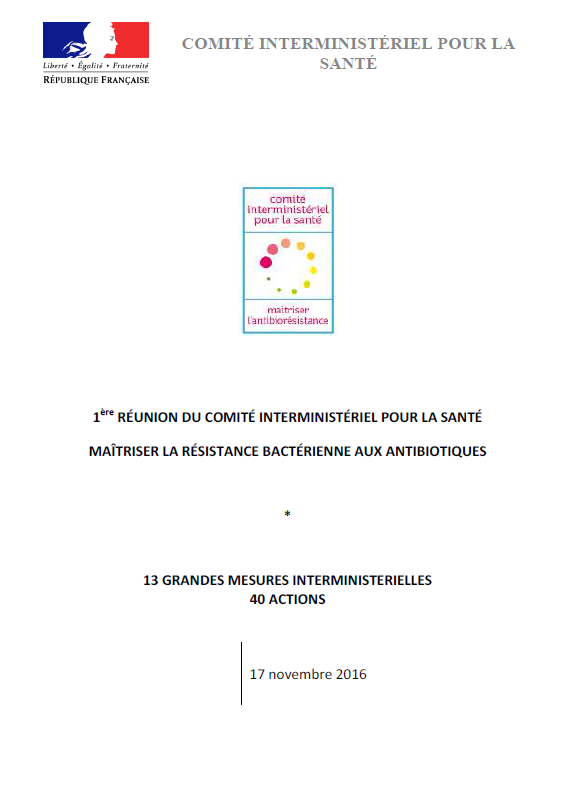 COMITÉ INTERMINISTÉRIEL POUR LA
SANTÉ
Liberté • Égalité • Fraternité
RÉPUBLIQUE FRANÇAISE
comité
interministériel
pour la santé
maitriser
l'antibiorésistance
1ère RÉUNION DU COMITÉ INTERMINISTÉRIEL POUR LA SANTÉ
MAÎTRISER LA RÉSISTANCE BACTÉRIENNE AUX ANTIBIOTIQUES
*
13 GRANDES MESURES INTERMINISTERIELLES
40 ACTIONS
17 novembre 2016